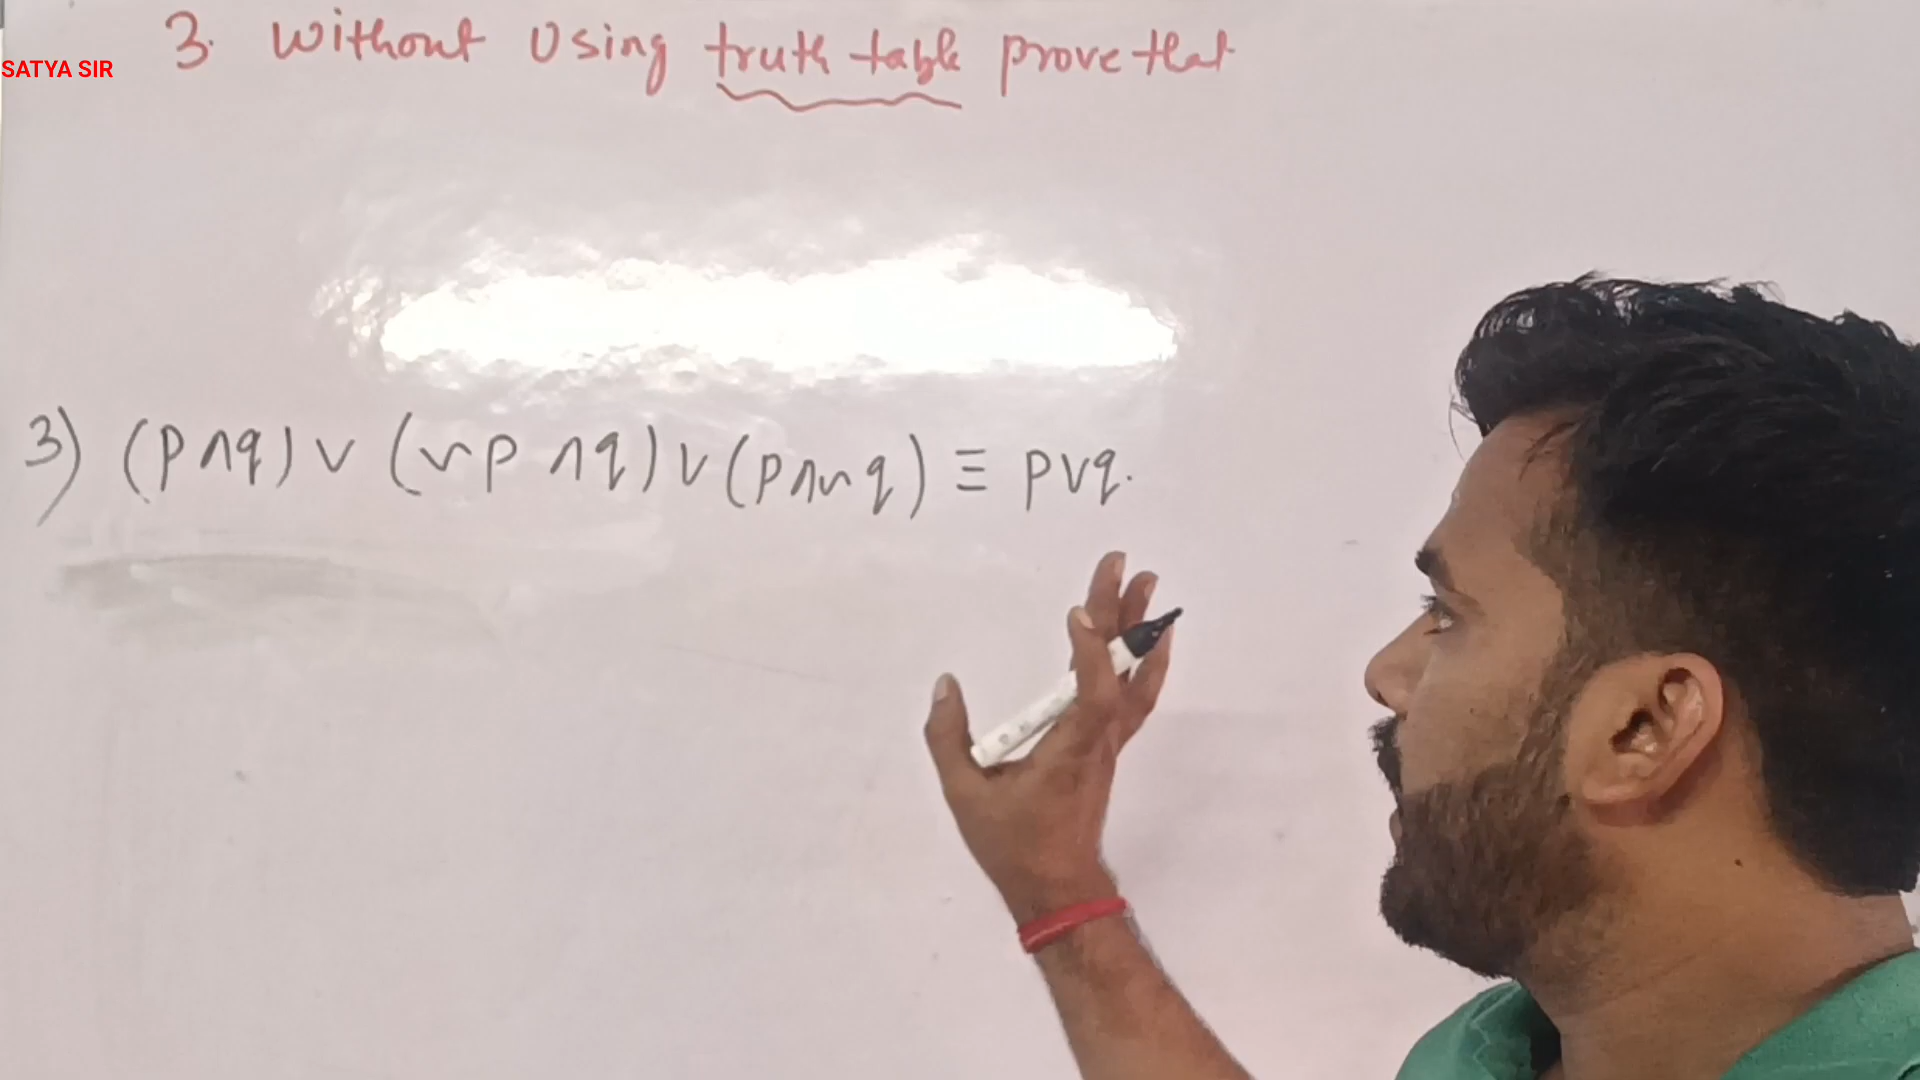 3. Without Using truth table prove that
SATYA SIR
3) (p∧q) ∨ (~p ∧q) ∨ (p∧~q) ≡ p∨q.